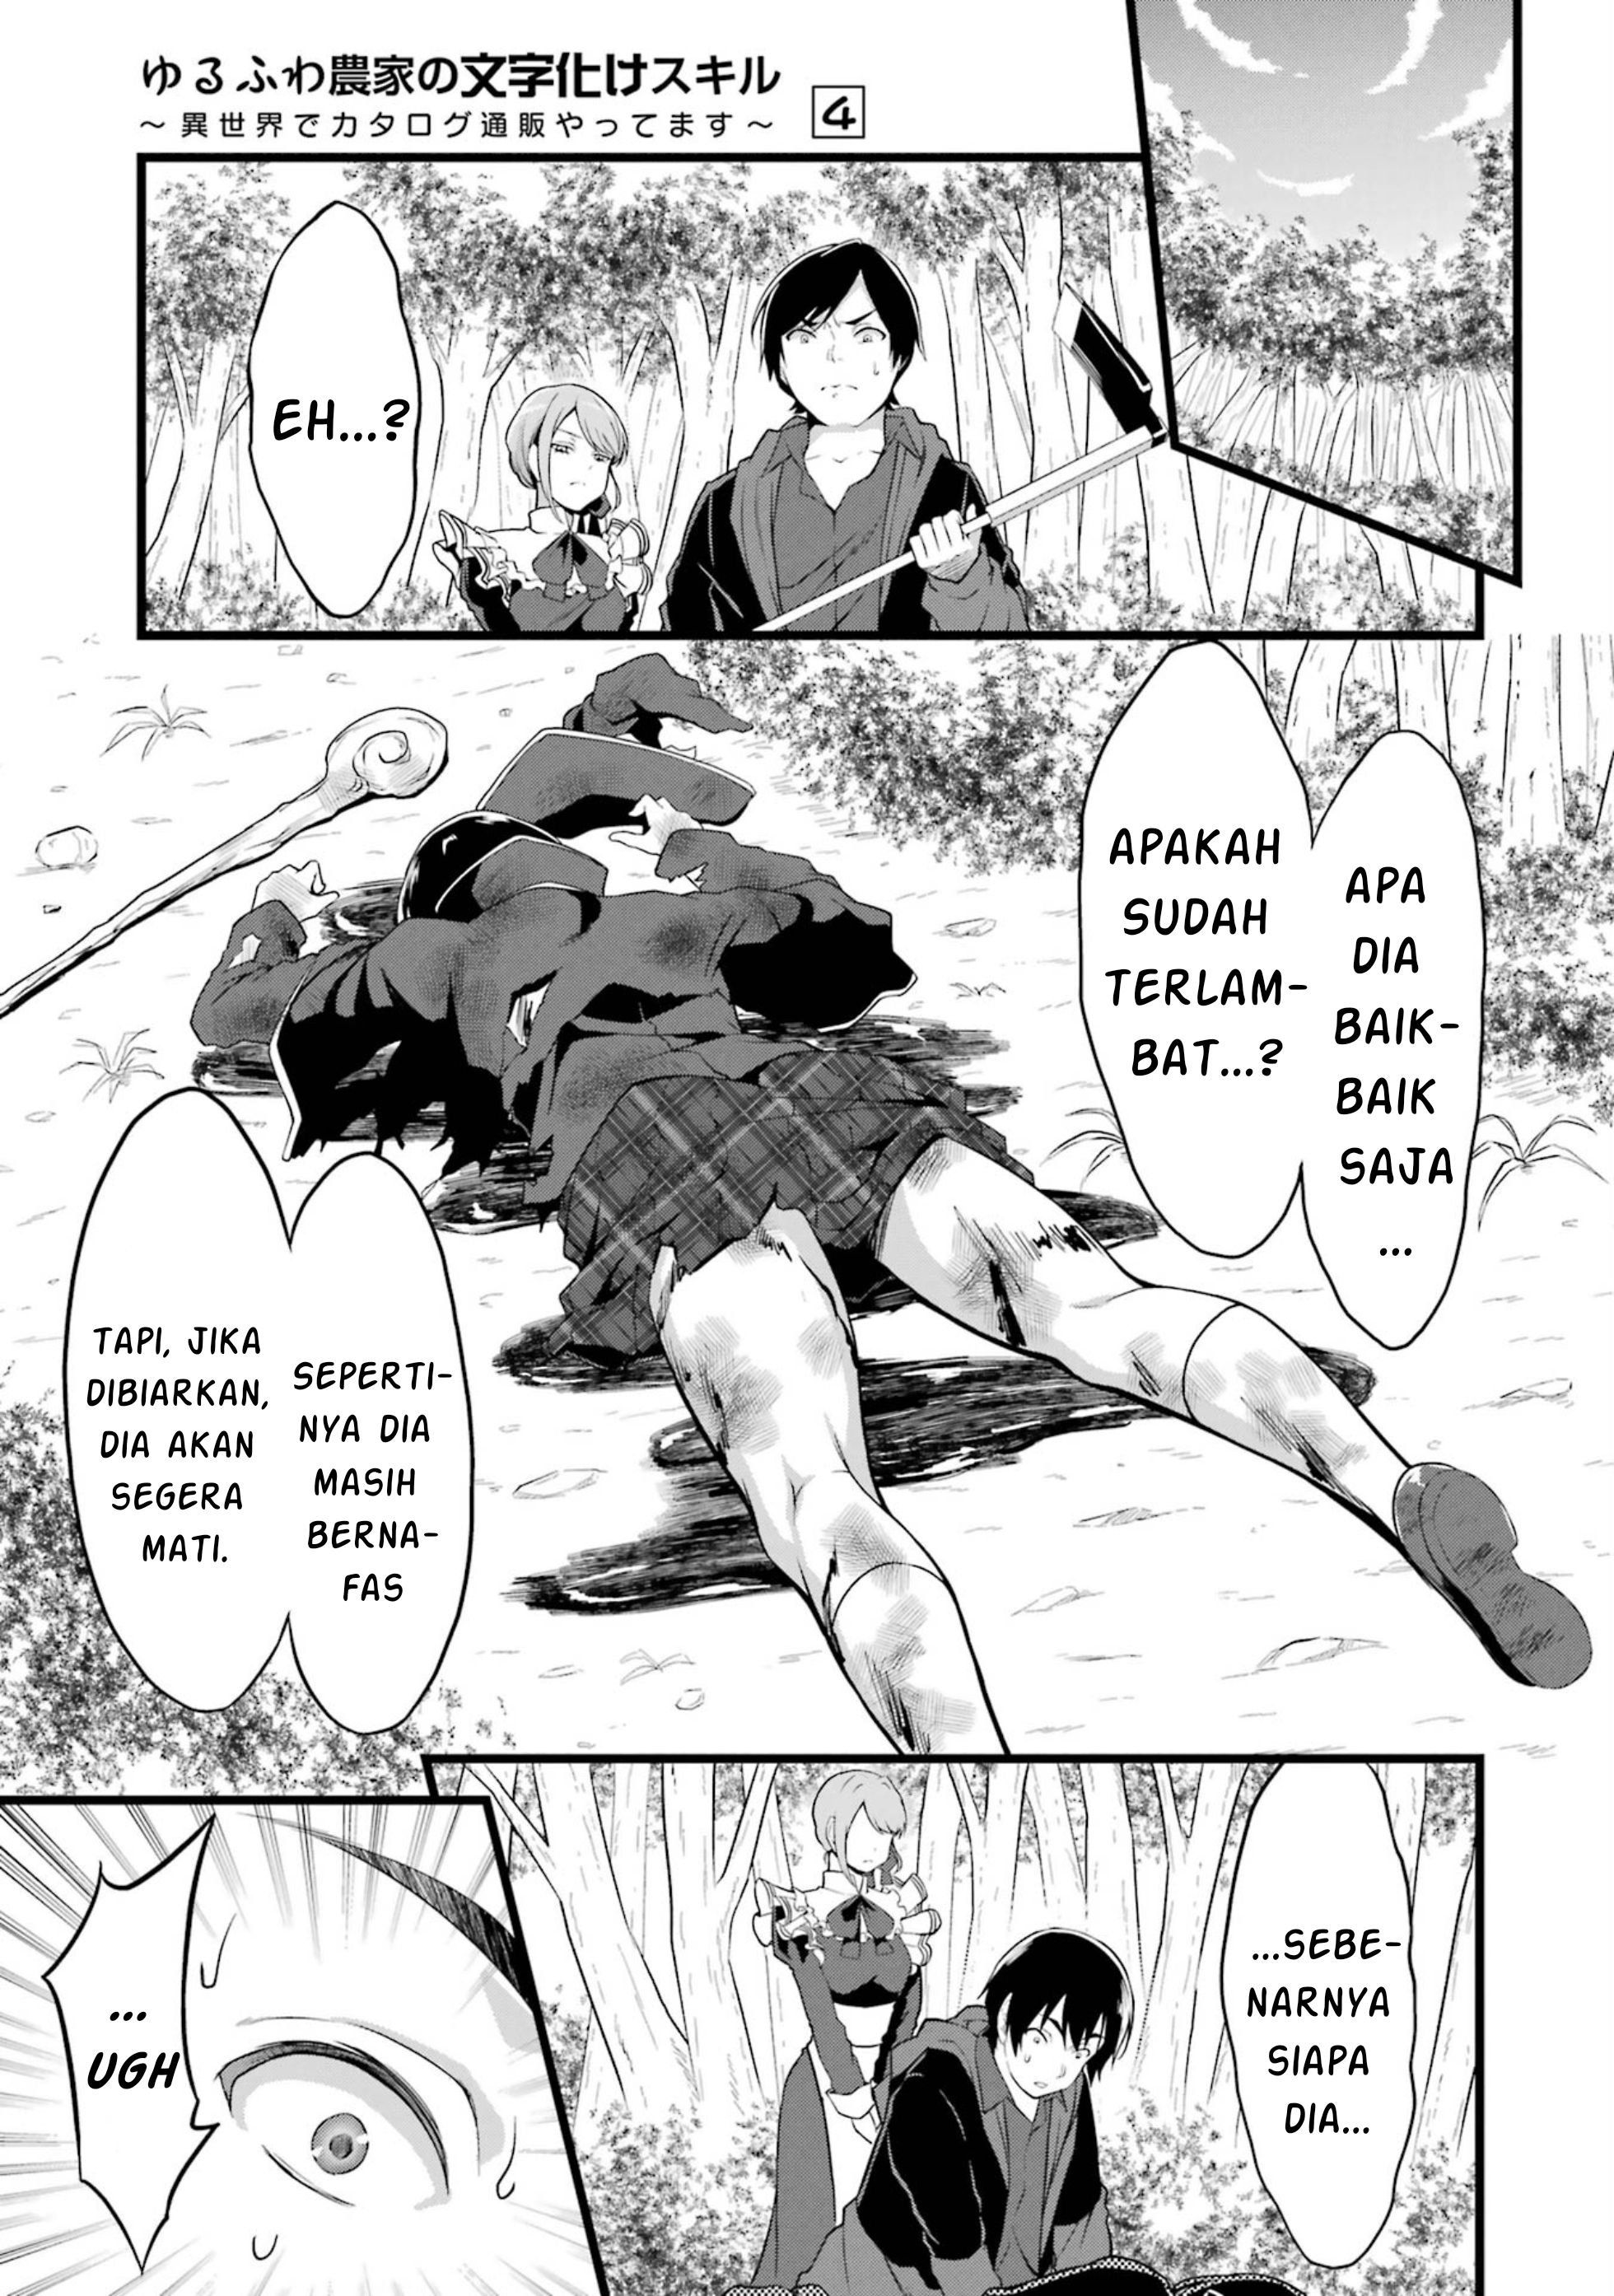 ゆるふわ農家の文字化けスキル
～異世界でカタログ通販やってます～
4
EH...?
APA
DIA
BAIK-
BAIK
SAJA
...
APAKAH
SUDAH
TERLAM-
BAT...?
SEPERTI-
NYA DIA
MASIH
BERNA-
FAS
TAPI, JIKA
DIBIARKAN,
DIA AKAN
SEGERA
MATI.
...SEBE-
NARNYA
SIAPA
DIA...
...
UGH